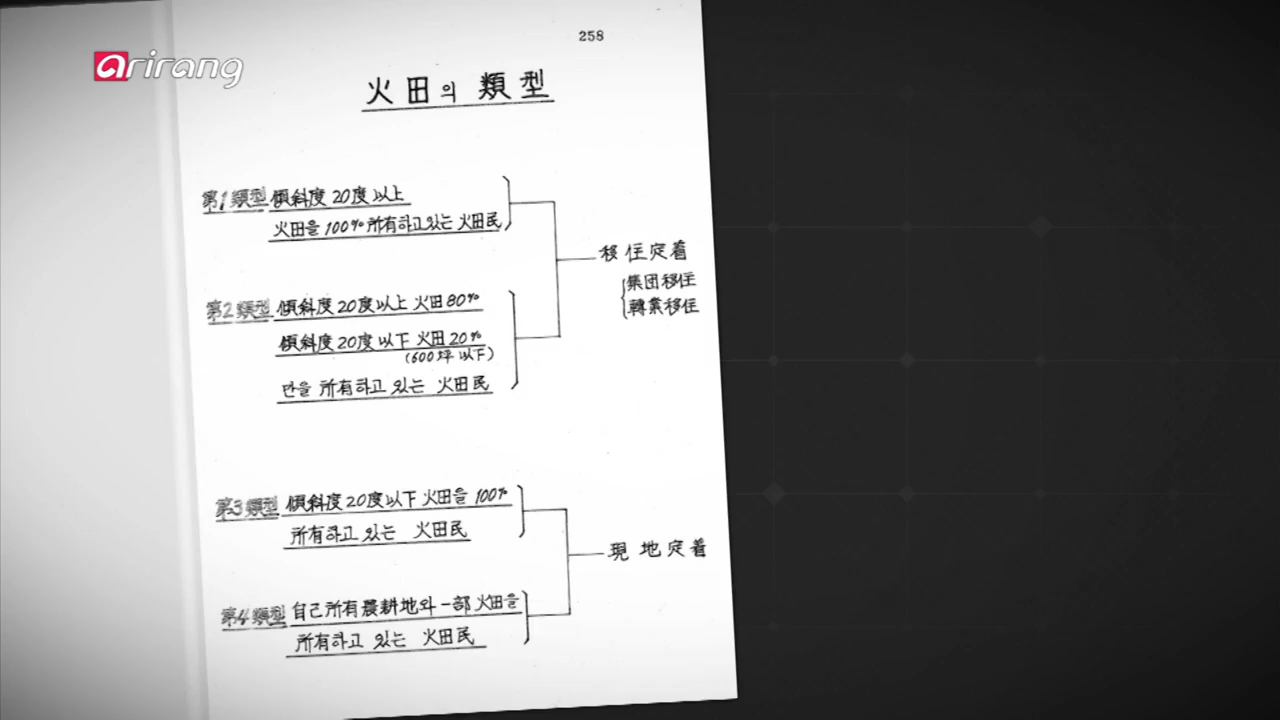 arirang
258
火田의 類型
第1類型 傾斜度 20度 以上
火田을 100% 所有하고있는 火田民
移住定着
集団移住
轉業移住
第2類型 傾斜度 20度以上 火田 80%
傾斜度 20度 以下 火田 20%
(600坪 以下)
만을 所有하고 있는 火田民
第3類型 傾斜度 20度以下 火田을 100%
所有하고 있는 火田民
現地定着
第4類型 自己所有農耕地와 一部 火田을
所有하고 있는 火田民